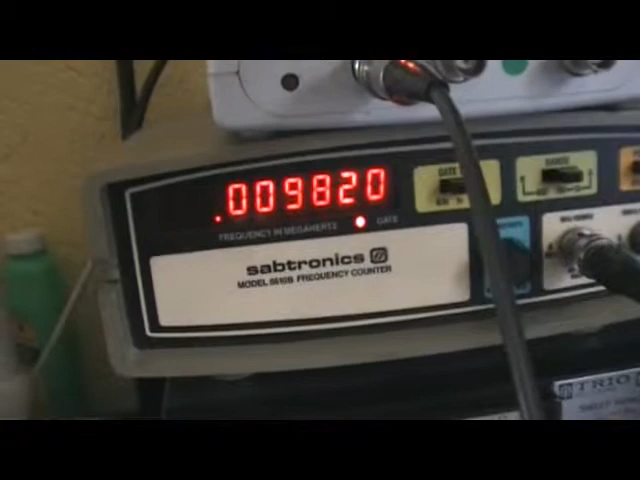 .009820
FREQUENCY IN MEGAHERTZ
GATE
sabtronics
MODEL 8610B FREQUENCY COUNTER
GATE
RANGE
TRIO